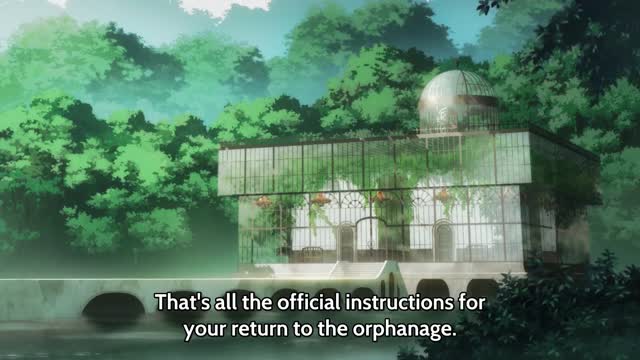 That's all the official instructions for
your return to the orphanage.